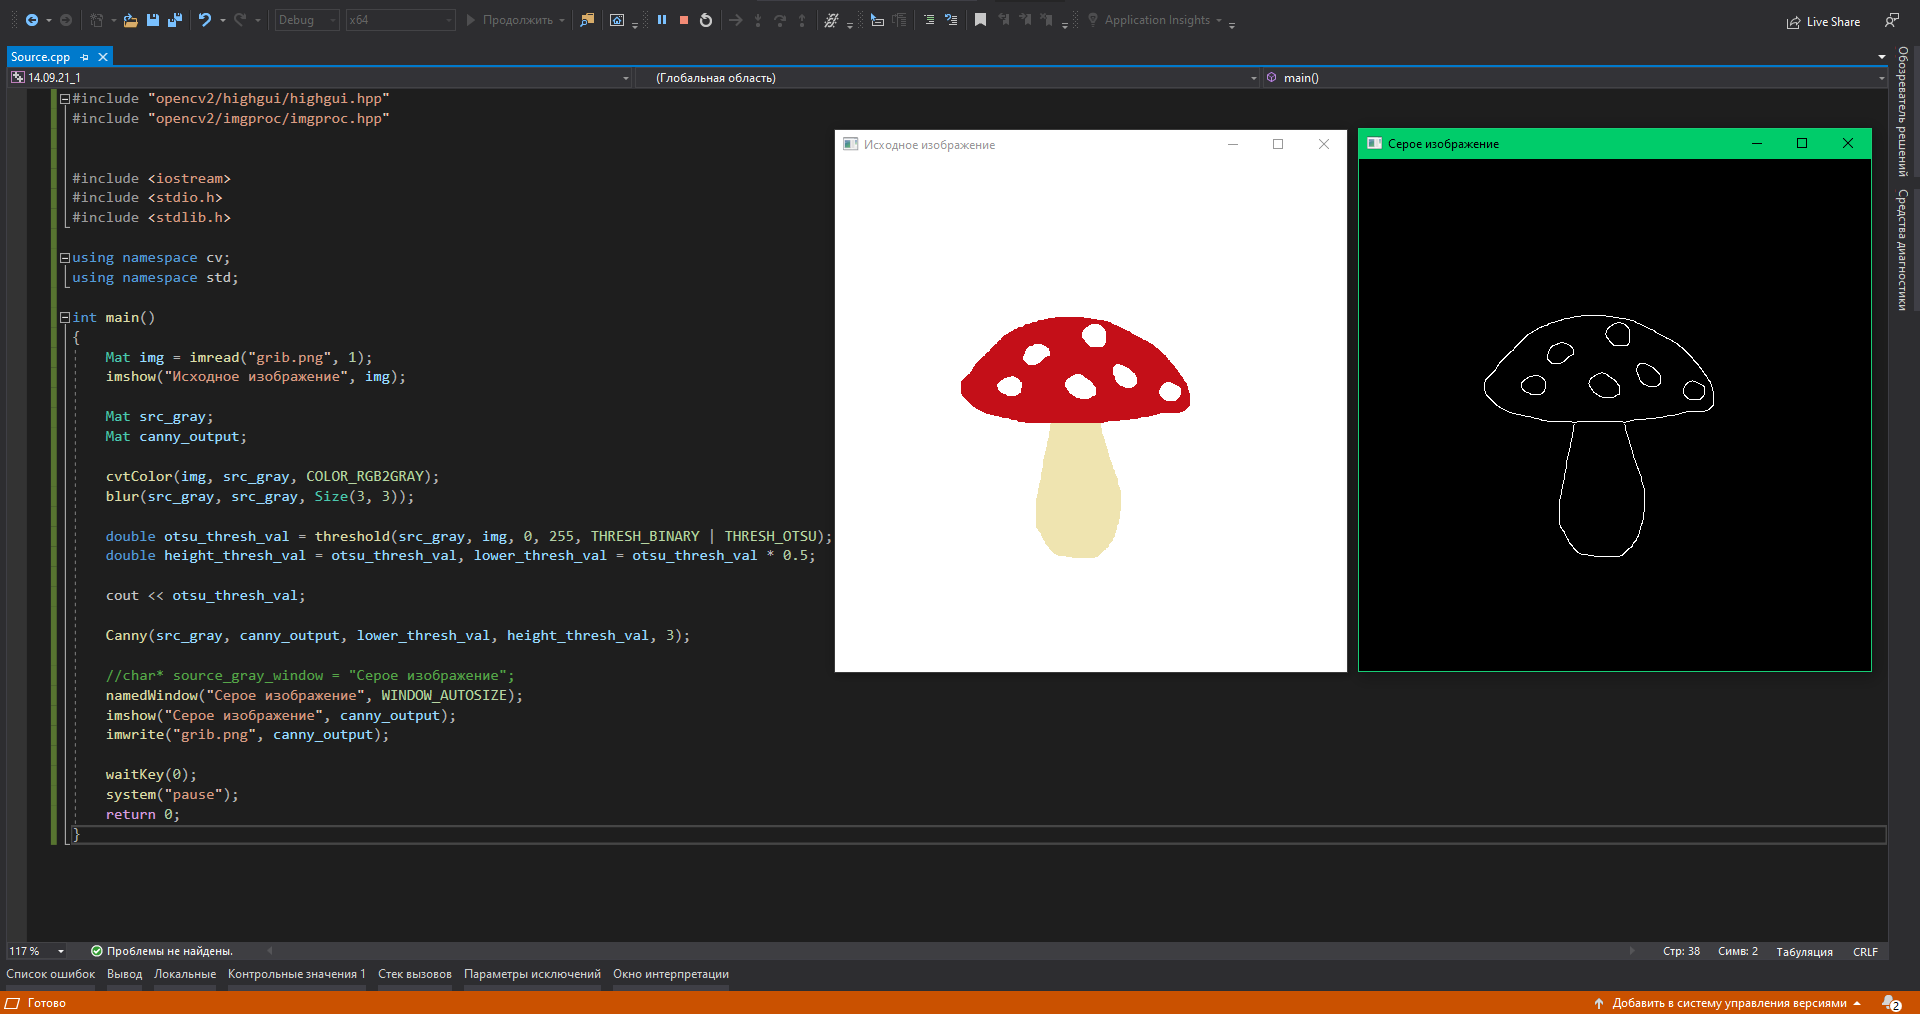 Debug
x64
Продолжить
Application Insights
Live Share
Source.cpp
14.09.21_1
(Глобальная область)
main()
#include "opencv2/highgui/highgui.hpp"
#include "opencv2/imgproc/imgproc.hpp"
#include <iostream>
#include <stdio.h>
#include <stdlib.h>
using namespace cv;
using namespace std;
int main()
{
Mat img = imread("grib.png", 1);
imshow("Исходное изображение", img);
Mat src_gray;
Mat canny_output;
cvtColor(img, src_gray, COLOR_RGB2GRAY);
blur(src_gray, src_gray, Size(3, 3));
double otsu_thresh_val = threshold(src_gray, img, 0, 255, THRESH_BINARY | THRESH_OTSU);
double height_thresh_val = otsu_thresh_val, lower_thresh_val = otsu_thresh_val * 0.5;
cout << otsu_thresh_val;
Canny(src_gray, canny_output, lower_thresh_val, height_thresh_val, 3);
//char* source_gray_window = "Серое изображение";
namedWindow("Серое изображение", WINDOW_AUTOSIZE);
imshow("Серое изображение", canny_output);
imwrite("grib.png", canny_output);
waitKey(0);
system("pause");
return 0;
}
Исходное изображение
Серое изображение
Обозреватель решений
Средства диагностики
117 %
Проблемы не найдены.
Стр: 38
Симв: 2
Табуляция
CRLF
Список ошибок
Вывод
Локальные
Контрольные значения 1
Стек вызовов
Параметры исключений
Окно интерпретации
Готово
Добавить в систему управления версиями
2